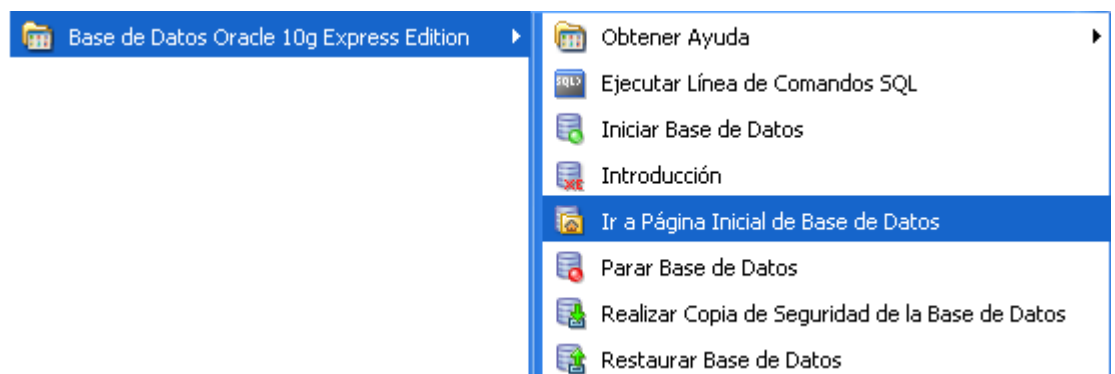 Base de Datos Oracle 10g Express Edition
Obtener Ayuda
SQL>
Ejecutar Línea de Comandos SQL
Iniciar Base de Datos
XE
Introducción
Ir a Página Inicial de Base de Datos
Parar Base de Datos
Realizar Copia de Seguridad de la Base de Datos
Restaurar Base de Datos